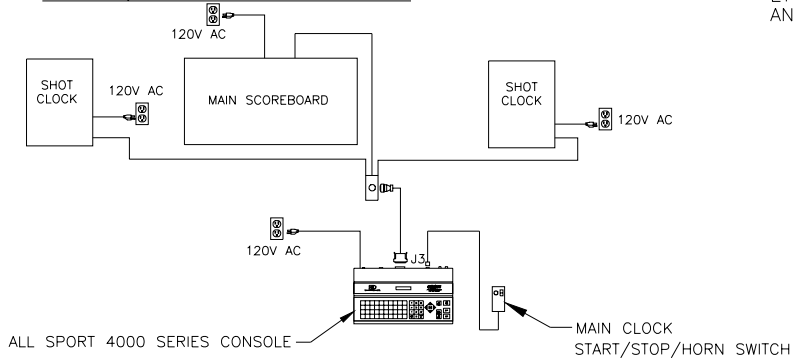 AN
120V AC
SHOT
CLOCK
120V AC
MAIN SCOREBOARD
SHOT
CLOCK
120V AC
120V AC
J3
ALL SPORT 4000 SERIES CONSOLE
MAIN CLOCK
START/STOP/HORN SWITCH